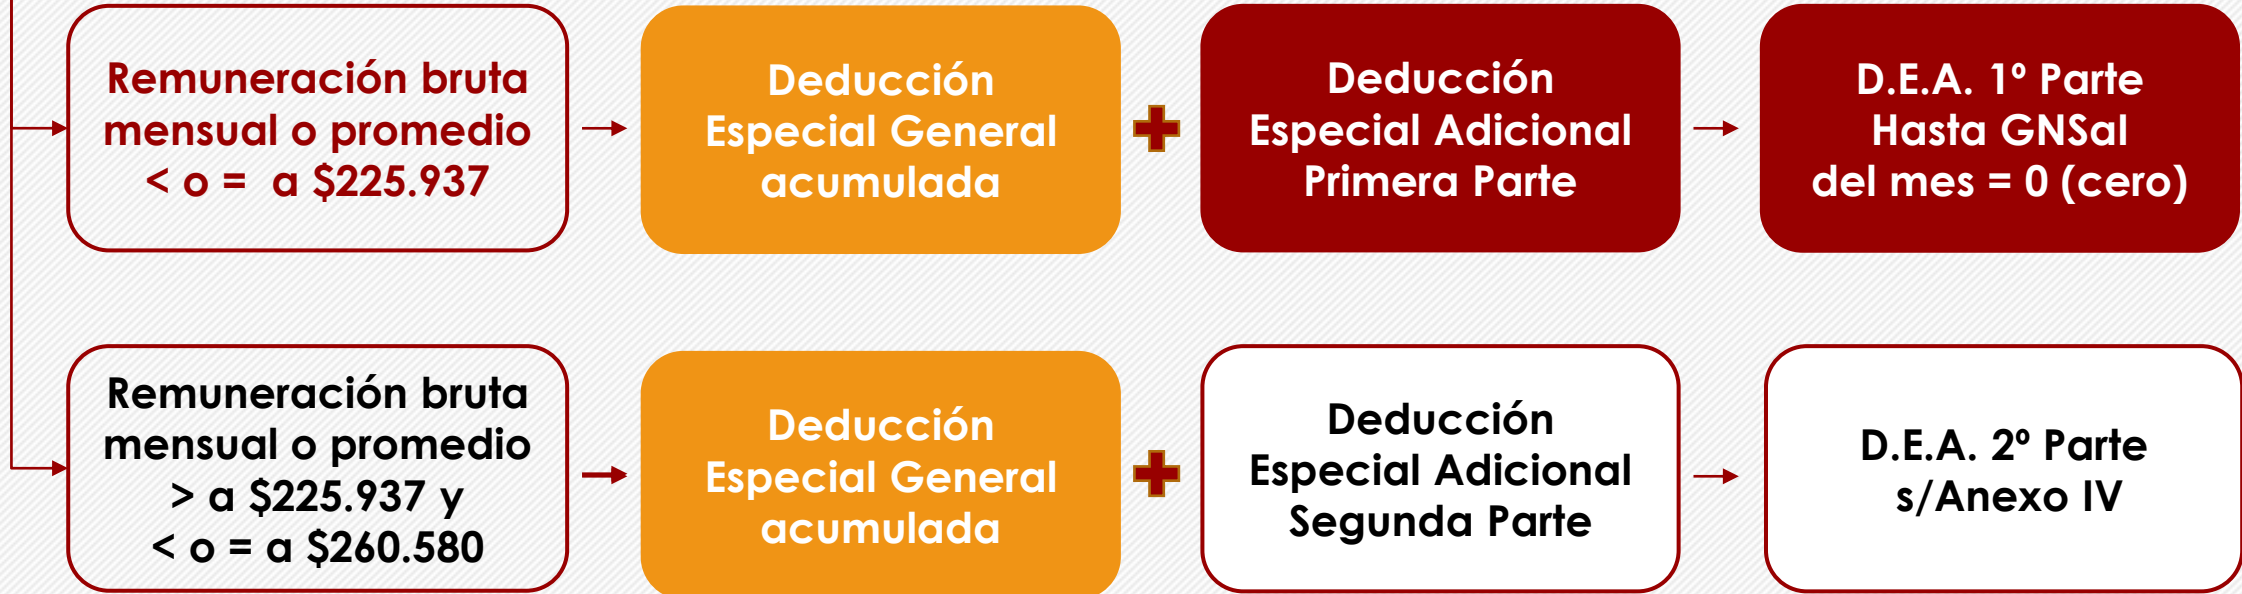 Remuneración bruta
mensual o promedio
< o = a $225.937
Deducción
Especial General
acumulada
Deducción
Especial Adicional
Primera Parte
D.E.A. 1º Parte
Hasta GNSal
del mes = 0 (cero)
Remuneración bruta
mensual o promedio
> a $225.937 y
< o = a $260.580
Deducción
Especial General
acumulada
Deducción
Especial Adicional
Segunda Parte
D.E.A. 2º Parte
s/Anexo IV